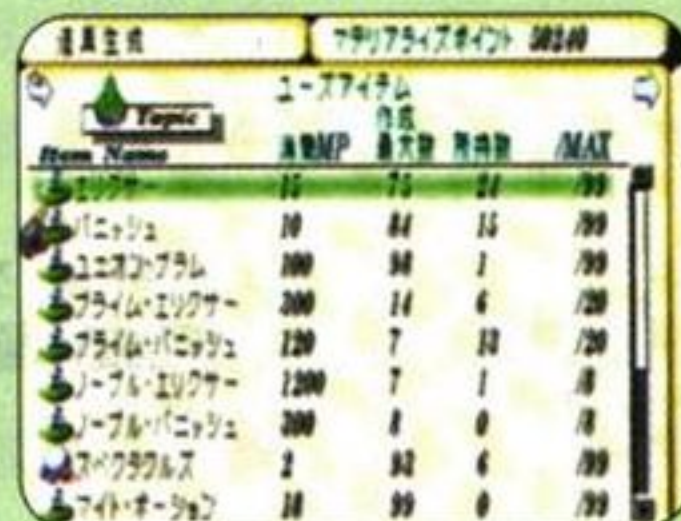 道具生成 マテリアライズポイント 30240
ユーズアイテム
Topic 作成
Item Name 消費MP 最大数 所持数 /MAX
エリクサー 15 75 24 /99
パニッシュ 10 84 15 /99
ユニオン・プラム 100 98 1 /99
プライム・エリクサー 300 14 6 /20
プライム・パニッシュ 120 7 13 /20
ノーブル・エリクサー 1200 7 1 /8
ノーブル・パニッシュ 300 8 0 /8
スペクタクルズ 2 93 6 /99
マイト・ポーション 18 99 0 /99